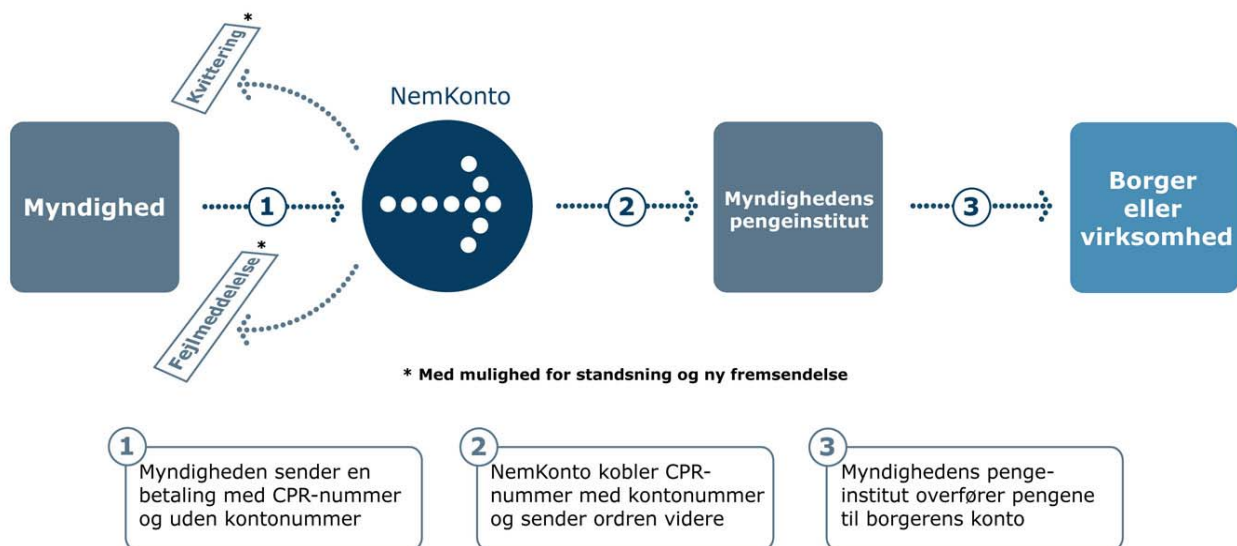 *
Kvittering
NemKonto
Myndighed
1
2
Myndighedens
pengeinstitut
3
Borger
eller
virksomhed
*
Fejlmeddelelse
* Med mulighed for standsning og ny fremsendelse
1
Myndigheden sender en
betaling med CPR-nummer
og uden kontonummer
2
NemKonto kobler CPR-
nummer med kontonummer
og sender ordren videre
3
Myndighedens penge-
institut overfører pengene
til borgerens konto